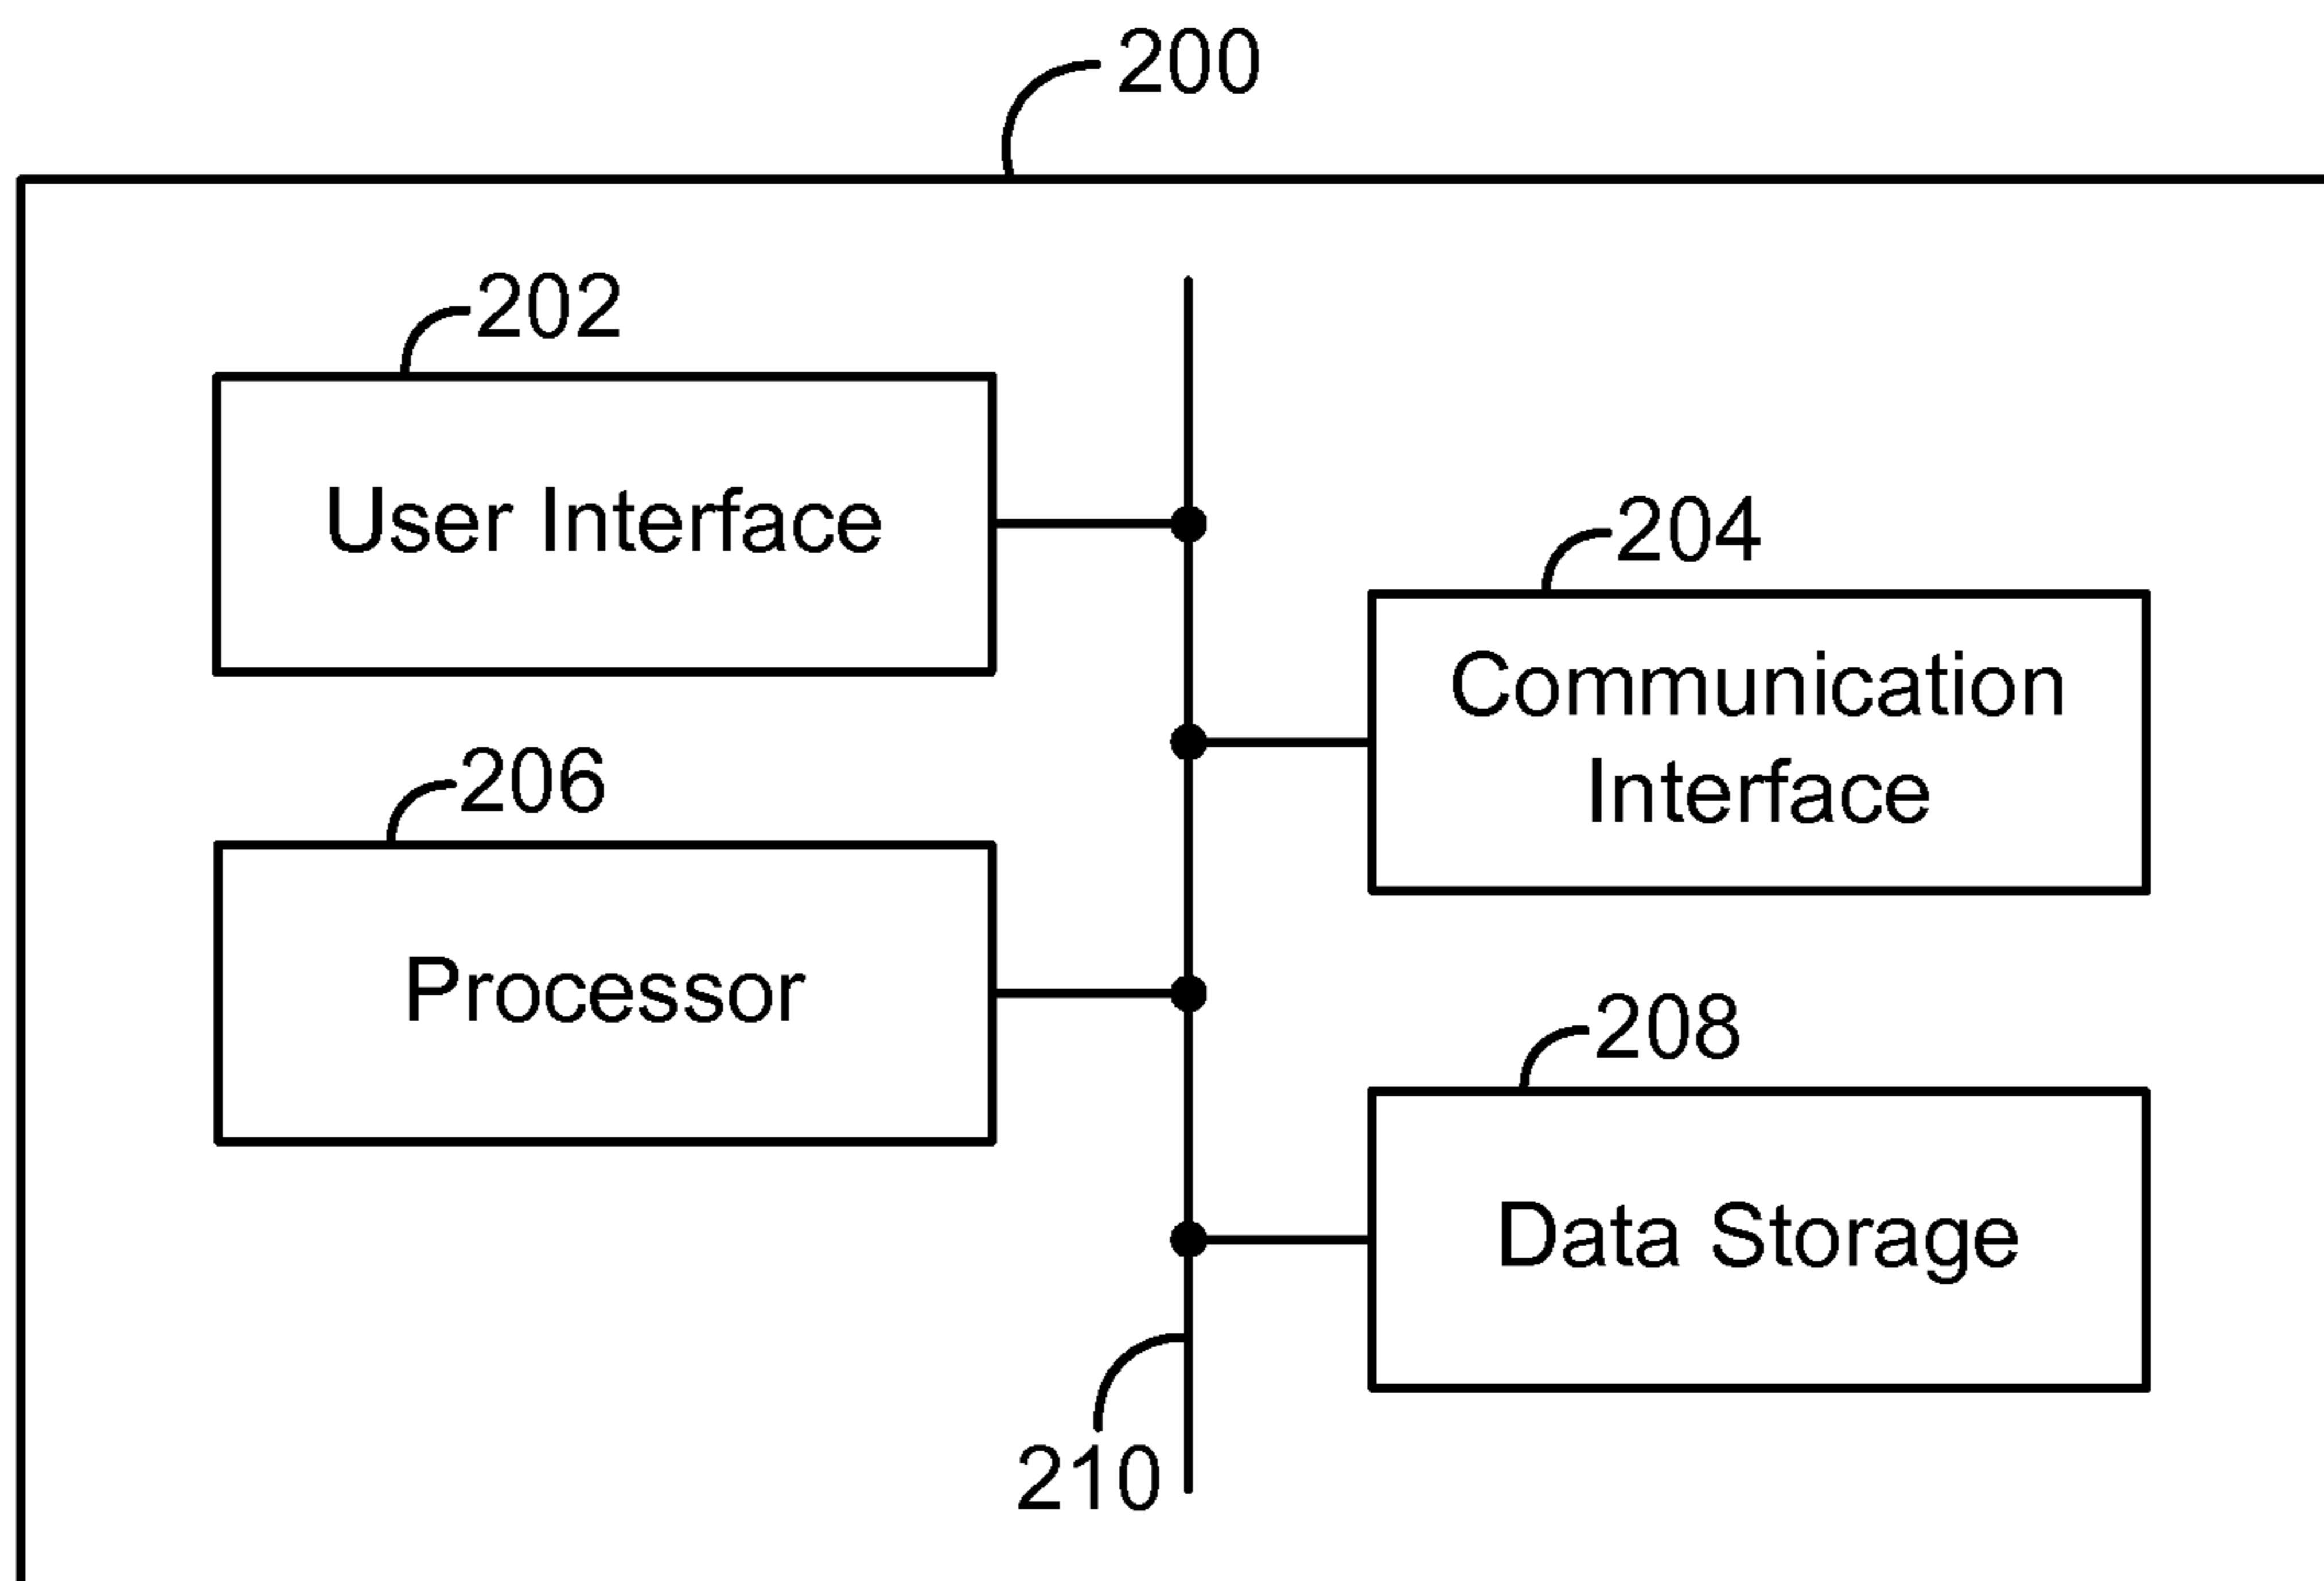 200
202
User Interface
204
Communication
Interface
206
Processor
208
Data Storage
210